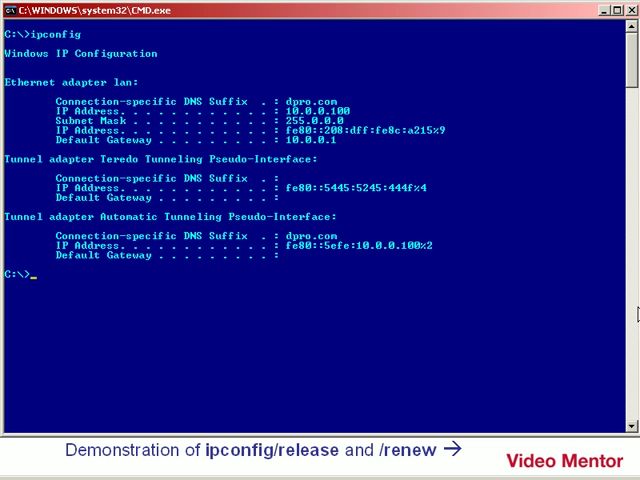 C:\WINDOWS\system32\CMD.exe
C:\>ipconfig
Windows IP Configuration
Ethernet adapter lan:
Connection-specific DNS Suffix  . : dpro.com
IP Address. . . . . . . . . . . . : 10.0.0.100
Subnet Mask . . . . . . . . . . . : 255.0.0.0
IP Address. . . . . . . . . . . . : fe80::208:dff:fe8c:a215%9
Default Gateway . . . . . . . . . : 10.0.0.1
Tunnel adapter Teredo Tunneling Pseudo-Interface:
Connection-specific DNS Suffix  . :
IP Address. . . . . . . . . . . . : fe80::5445:5245:444f%4
Default Gateway . . . . . . . . . :
Tunnel adapter Automatic Tunneling Pseudo-Interface:
Connection-specific DNS Suffix  . : dpro.com
IP Address. . . . . . . . . . . . : fe80::5efe:10.0.0.100%2
Default Gateway . . . . . . . . . :
C:\>_
Demonstration of ipconfig/release and /renew →
Video Mentor